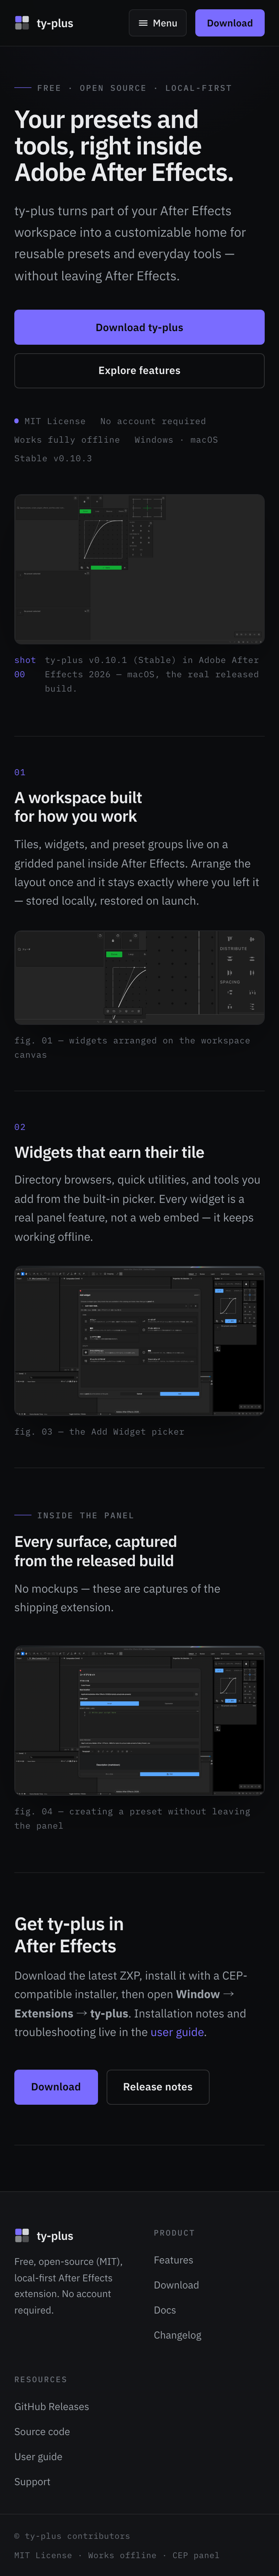 ty-plus
Menu
Download
FREE · OPEN SOURCE · LOCAL-FIRST
Your presets and
tools, right inside
Adobe After Effects.
ty-plus turns part of your After Effects
workspace into a customizable home for
reusable presets and everyday tools —
without leaving After Effects.
Download ty-plus
Explore features
MIT License
No account required
Works fully offline
Windows · macOS
Stable v0.10.3
shot
00
ty-plus v0.10.1 (Stable) in Adobe After
Effects 2026 — macOS, the real released
build.
01
A workspace built
for how you work
Tiles, widgets, and preset groups live on a
gridded panel inside After Effects. Arrange the
layout once and it stays exactly where you left it
— stored locally, restored on launch.
DISTRIBUTE
SPACING
fig. 01 — widgets arranged on the workspace
canvas
02
Widgets that earn their tile
Directory browsers, quick utilities, and tools you
add from the built-in picker. Every widget is a
real panel feature, not a web embed — it keeps
working offline.
fig. 03 — the Add Widget picker
INSIDE THE PANEL
Every surface, captured
from the released build
No mockups — these are captures of the
shipping extension.
fig. 04 — creating a preset without leaving
the panel
Get ty-plus in
After Effects
Download the latest ZXP, install it with a CEP-
compatible installer, then open Window →
Extensions → ty-plus. Installation notes and
troubleshooting live in the user guide.
Download
Release notes
ty-plus
Free, open-source (MIT),
local-first After Effects
extension. No account
required.
PRODUCT
Features
Download
Docs
Changelog
RESOURCES
GitHub Releases
Source code
User guide
Support
© ty-plus contributors
MIT License · Works offline · CEP panel